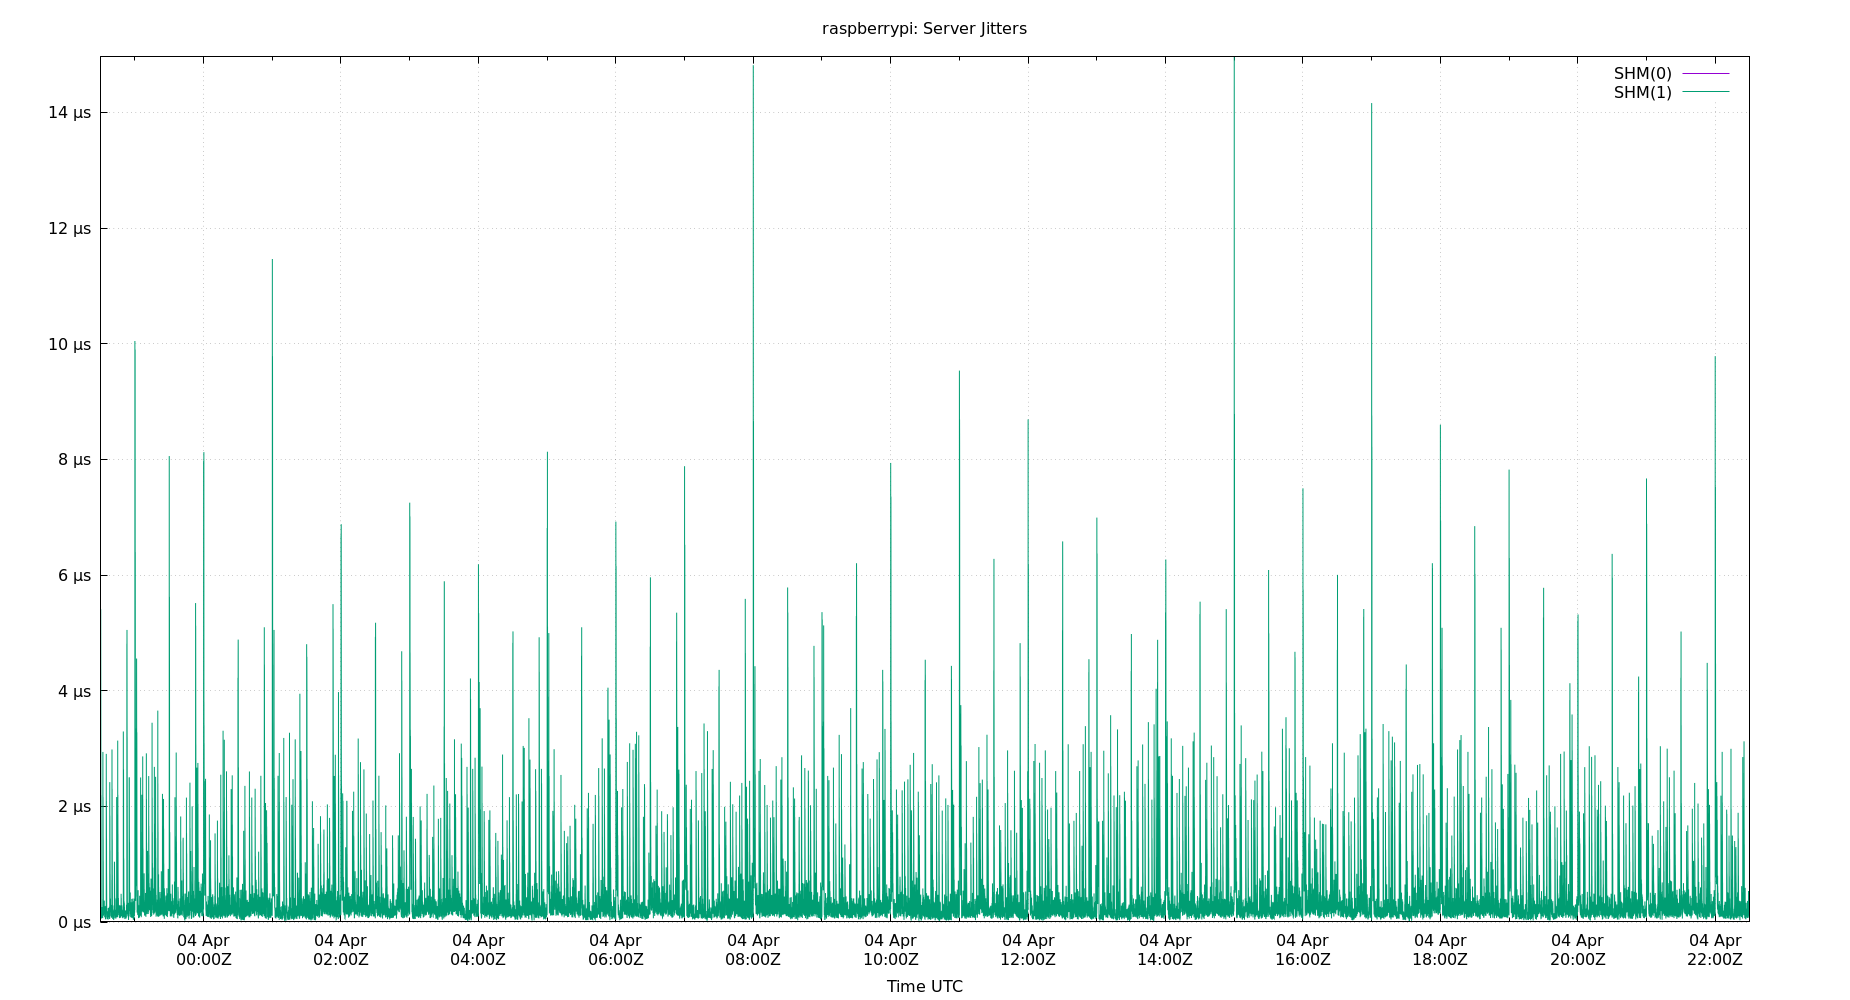 raspberrypi: Server Jitters
SHM(0)
SHM(1)
14 µs
12 µs
10 µs
8 µs
6 µs
4 µs
2 µs
0 µs
04 Apr 04 Apr 04 Apr 04 Apr 04 Apr 04 Apr 04 Apr 04 Apr 04 Apr 04 Apr 04 Apr 04 Apr
00:00Z 02:00Z 04:00Z 06:00Z 08:00Z 10:00Z 12:00Z 14:00Z 16:00Z 18:00Z 20:00Z 22:00Z
Time UTC